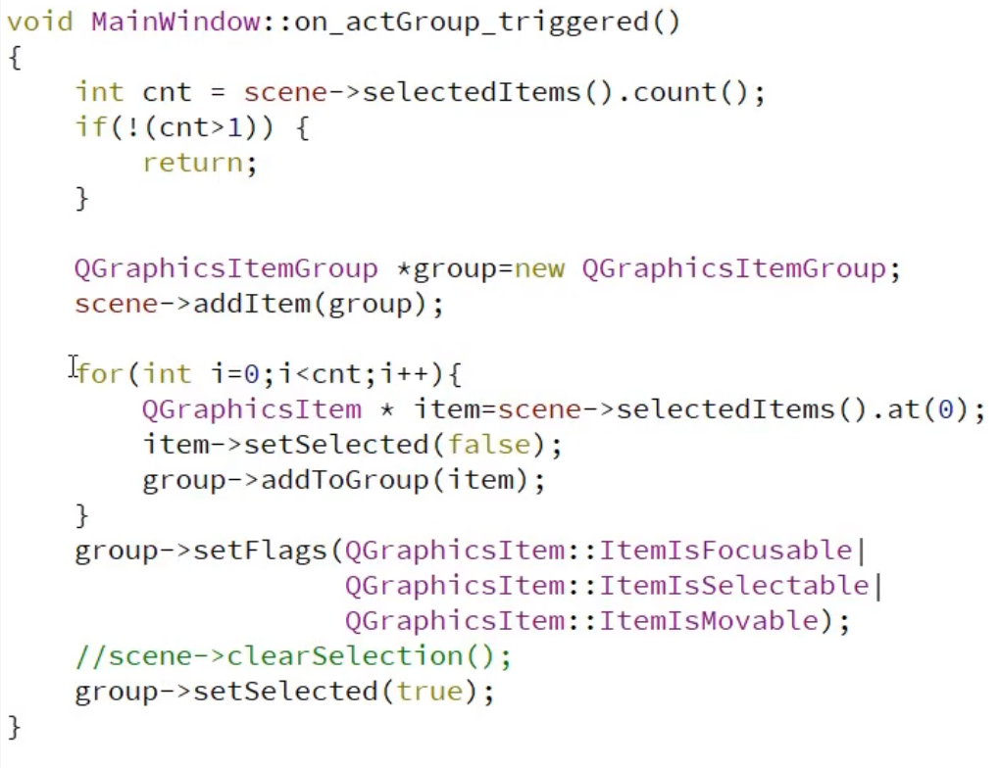 void MainWindow::on_actGroup_triggered()
{
    int cnt = scene->selectedItems().count();
    if(!(cnt>1)) {
        return;
    }

    QGraphicsItemGroup *group=new QGraphicsItemGroup;
    scene->addItem(group);

    for(int i=0;i<cnt;i++){
        QGraphicsItem * item=scene->selectedItems().at(0);
        item->setSelected(false);
        group->addToGroup(item);
    }
    group->setFlags(QGraphicsItem::ItemIsFocusable|
                    QGraphicsItem::ItemIsSelectable|
                    QGraphicsItem::ItemIsMovable);
    //scene->clearSelection();
    group->setSelected(true);
}